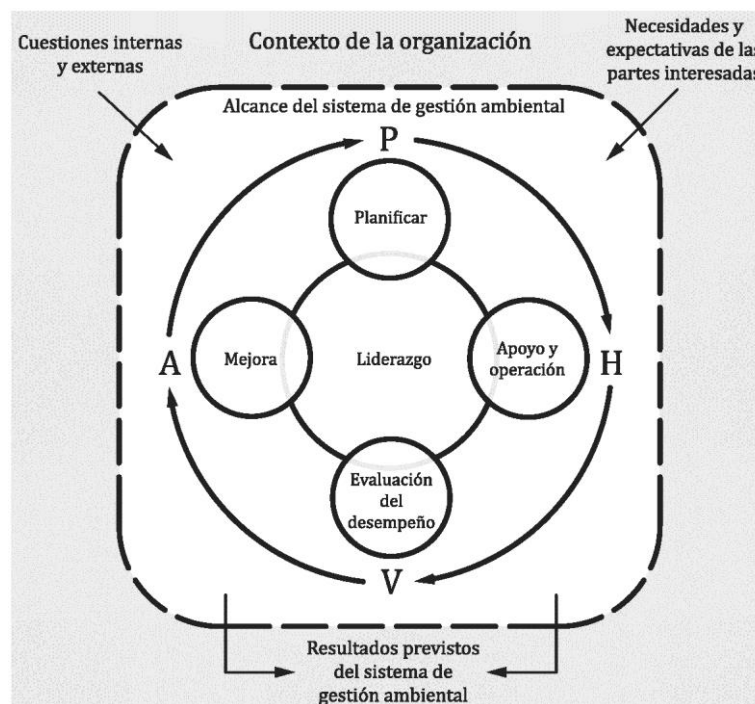 Cuestiones internas
y externas
Contexto de la organización
Necesidades y
expectativas de las
partes interesadas
Alcance del sistema de gestión ambiental
P
Planificar
A
Mejora
Liderazgo
Apoyo y
operación
H
Evaluación
del
desempeño
V
Resultados previstos
del sistema de
gestión ambiental